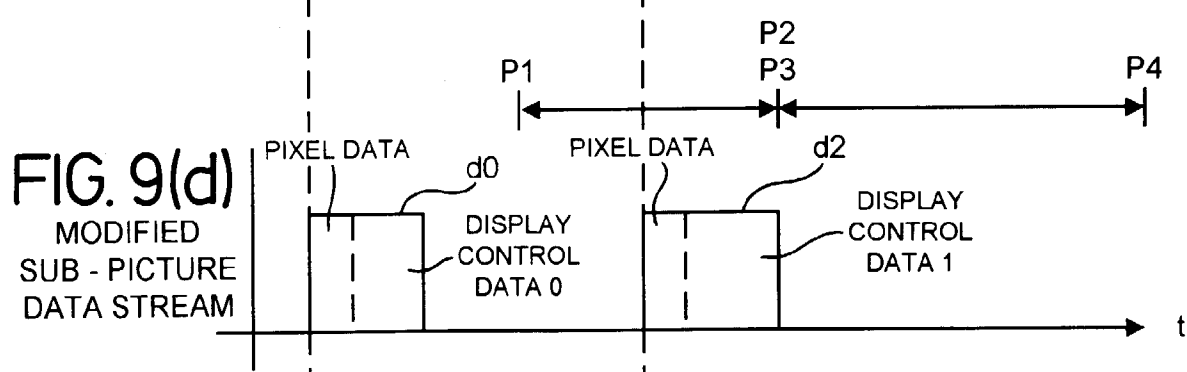 P2
P1
P3
P4
FIG. 9(d)
MODIFIED
SUB - PICTURE
DATA STREAM
PIXEL DATA
d0
DISPLAY
CONTROL
DATA 0
PIXEL DATA
d2
DISPLAY
CONTROL
DATA 1
t